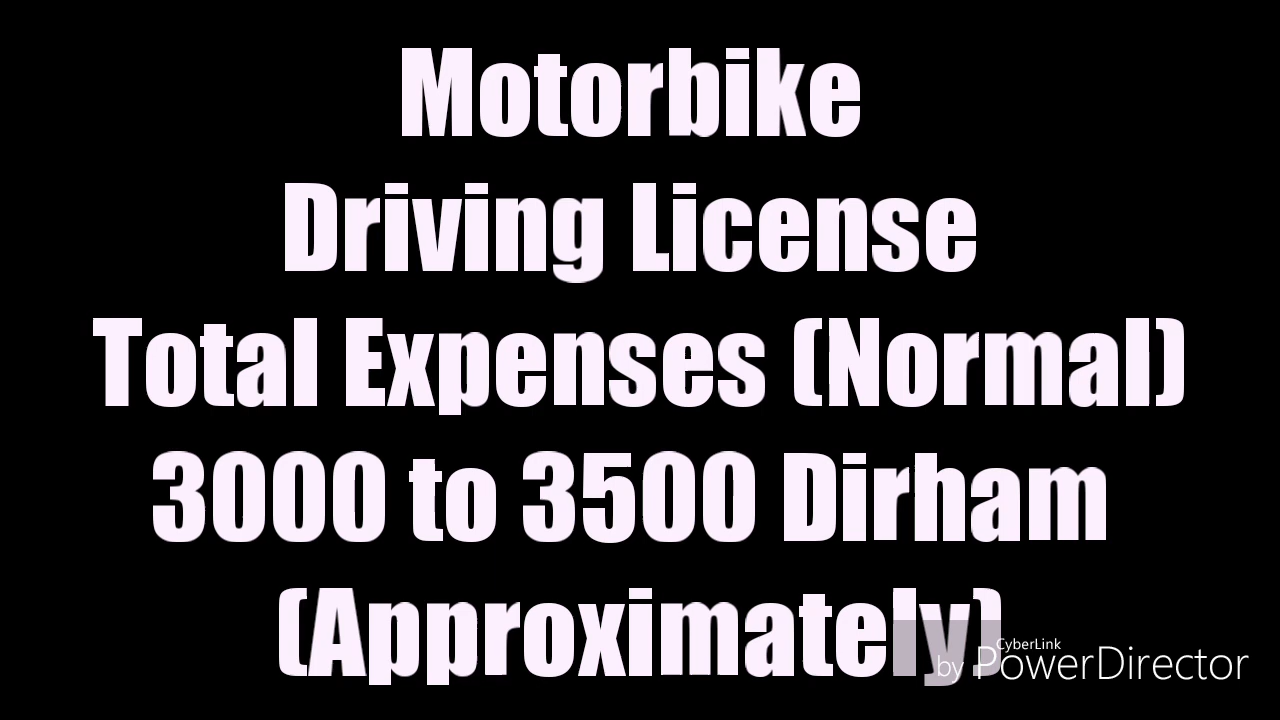 Motorbike
Driving License
Total Expenses (Normal)
3000 to 3500 Dirham
(Approximately)
CyberLink
by PowerDirector